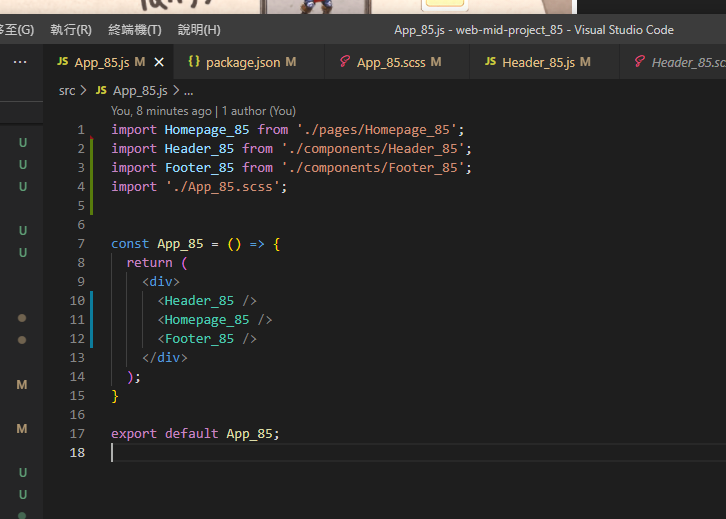 移至(G) 執行(R) 終端機(T) 說明(H) App_85.js - web-mid-project_85 - Visual Studio Code
··· JS App_85.js M × {} package.json M App_85.scss M JS Header_85.js M Header_85.sc
src > JS App_85.js > ...
You, 8 minutes ago | 1 author (You)
1 import Homepage_85 from './pages/Homepage_85';
U 2 import Header_85 from './components/Header_85';
U 3 import Footer_85 from './components/Footer_85';
U 4 import './App_85.scss';
5
U 6
U 7 const App_85 = () => {
8 return (
9 <div>
10 <Header_85 />
11 <Homepage_85 />
12 <Footer_85 />
13 </div>
M 14 );
15 }
M 16
17 export default App_85;
18
U
U